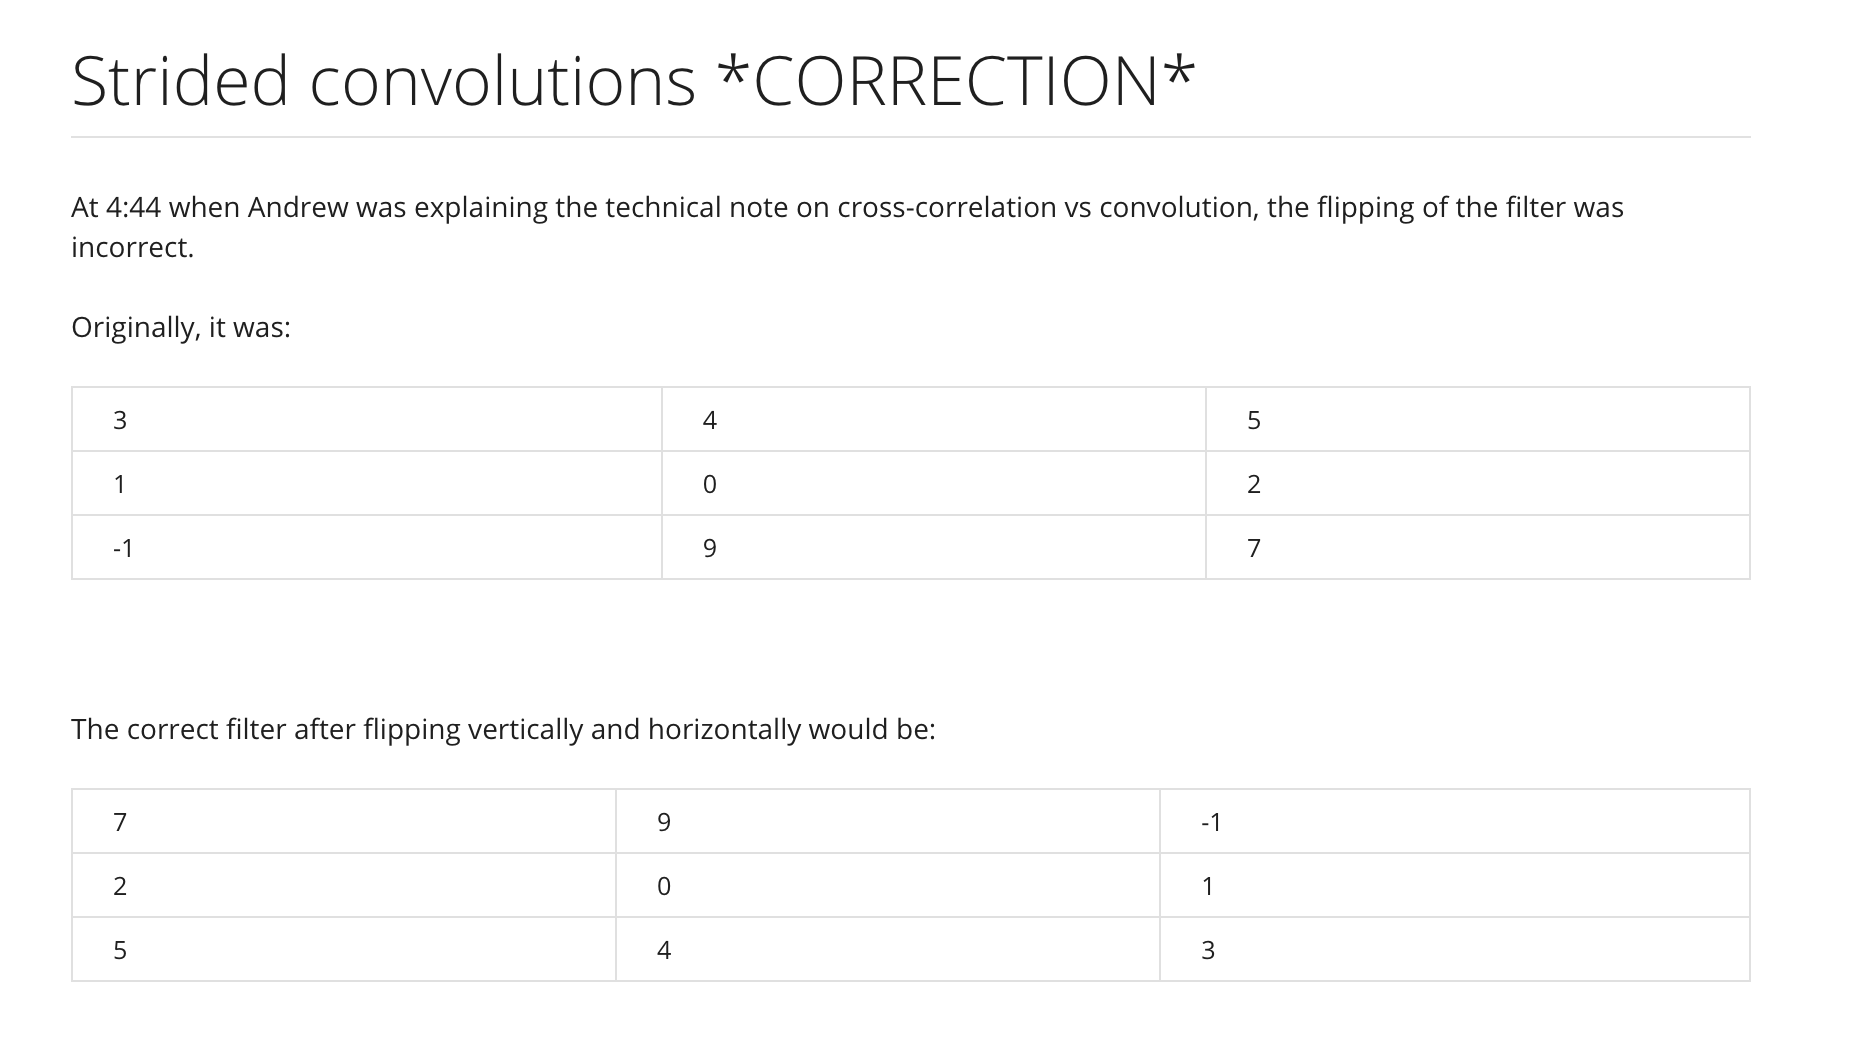 Strided convolutions *CORRECTION*
At 4:44 when Andrew was explaining the technical note on cross-correlation vs convolution, the flipping of the filter was
incorrect.
Originally, it was:
3 4 5
1 0 2
-1 9 7
The correct filter after flipping vertically and horizontally would be:
7 9 -1
2 0 1
5 4 3